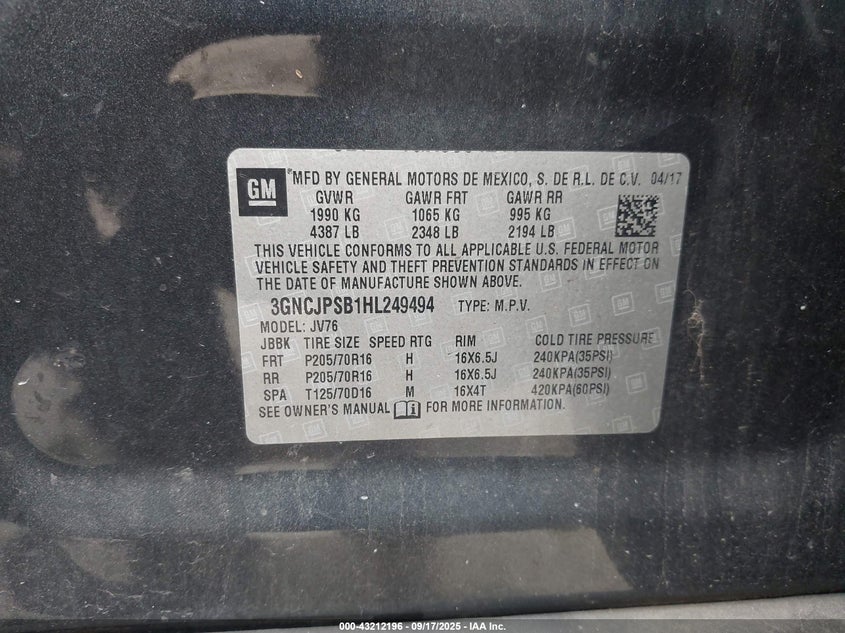 GM
*MFD BY GENERAL MOTORS DE MEXICO, S. DE R.L. DE C.V. 04/17
GVWR GAWR FRT GAWR RR
1990 KG 1065 KG 995 KG
4387 LB 2348 LB 2194 LB
THIS VEHICLE CONFORMS TO ALL APPLICABLE U.S. FEDERAL MOTOR
VEHICLE SAFETY AND THEFT PREVENTION STANDARDS IN EFFECT ON
THE DATE OF MANUFACTURE SHOWN ABOVE.
3GNCJPSB1HL249494 TYPE: M.P.V.
MODEL: JV76
JBBK TIRE SIZE SPEED RTG RIM COLD TIRE PRESSURE
FRT P205/70R16 H 16X6.5J 240KPA(35PSI)
RR P205/70R16 H 16X6.5J 240KPA(35PSI)
SPA T125/70D16 M 16X4T 420KPA(60PSI)
SEE OWNER'S MANUAL FOR MORE INFORMATION.
000-43212196 - 09/17/2025 - IAA Inc.